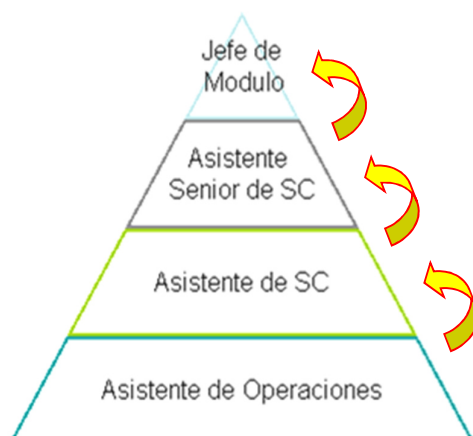 Jefe de
Modulo
Asistente
Senior de SC
Asistente de SC
Asistente de Operaciones